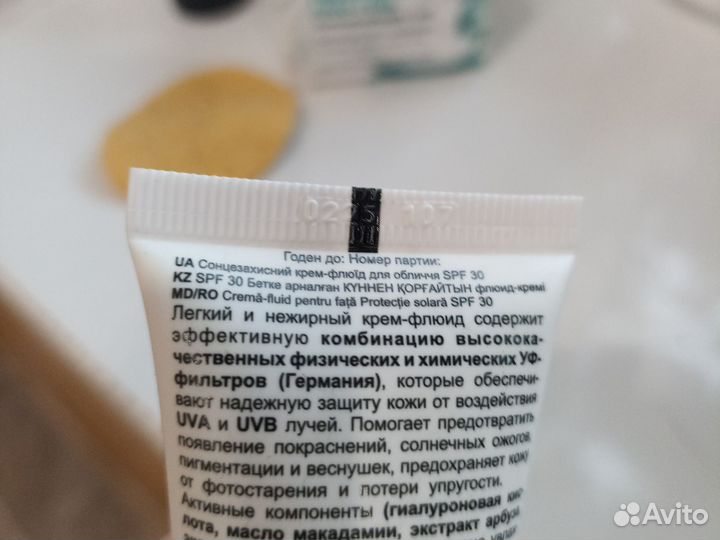 0225 107
Годен до: Номер партии:
UA Сонцезахисний крем-флюїд для обличчя SPF 30
KZ SPF 30 Бетке арналған КҮННЕН ҚОРҒАЙТЫН флюид-кремі
MD/RO Cremă-fluid pentru față Protecție solară SPF 30
Легкий и нежирный крем-флюид содержит
эффективную комбинацию высокока-
чественных физических и химических УФ-
фильтров (Германия), которые обеспечи-
вают надежную защиту кожи от воздействия
UVA и UVB лучей. Помогает предотвратить
появление покраснений, солнечных ожогов,
пигментации и веснушек, предохраняет кожу
от фотостарения и потери упругости.
Активные компоненты (гиалуроновая кис-
лота, масло макадамии, экстракт арбуза,
Avito